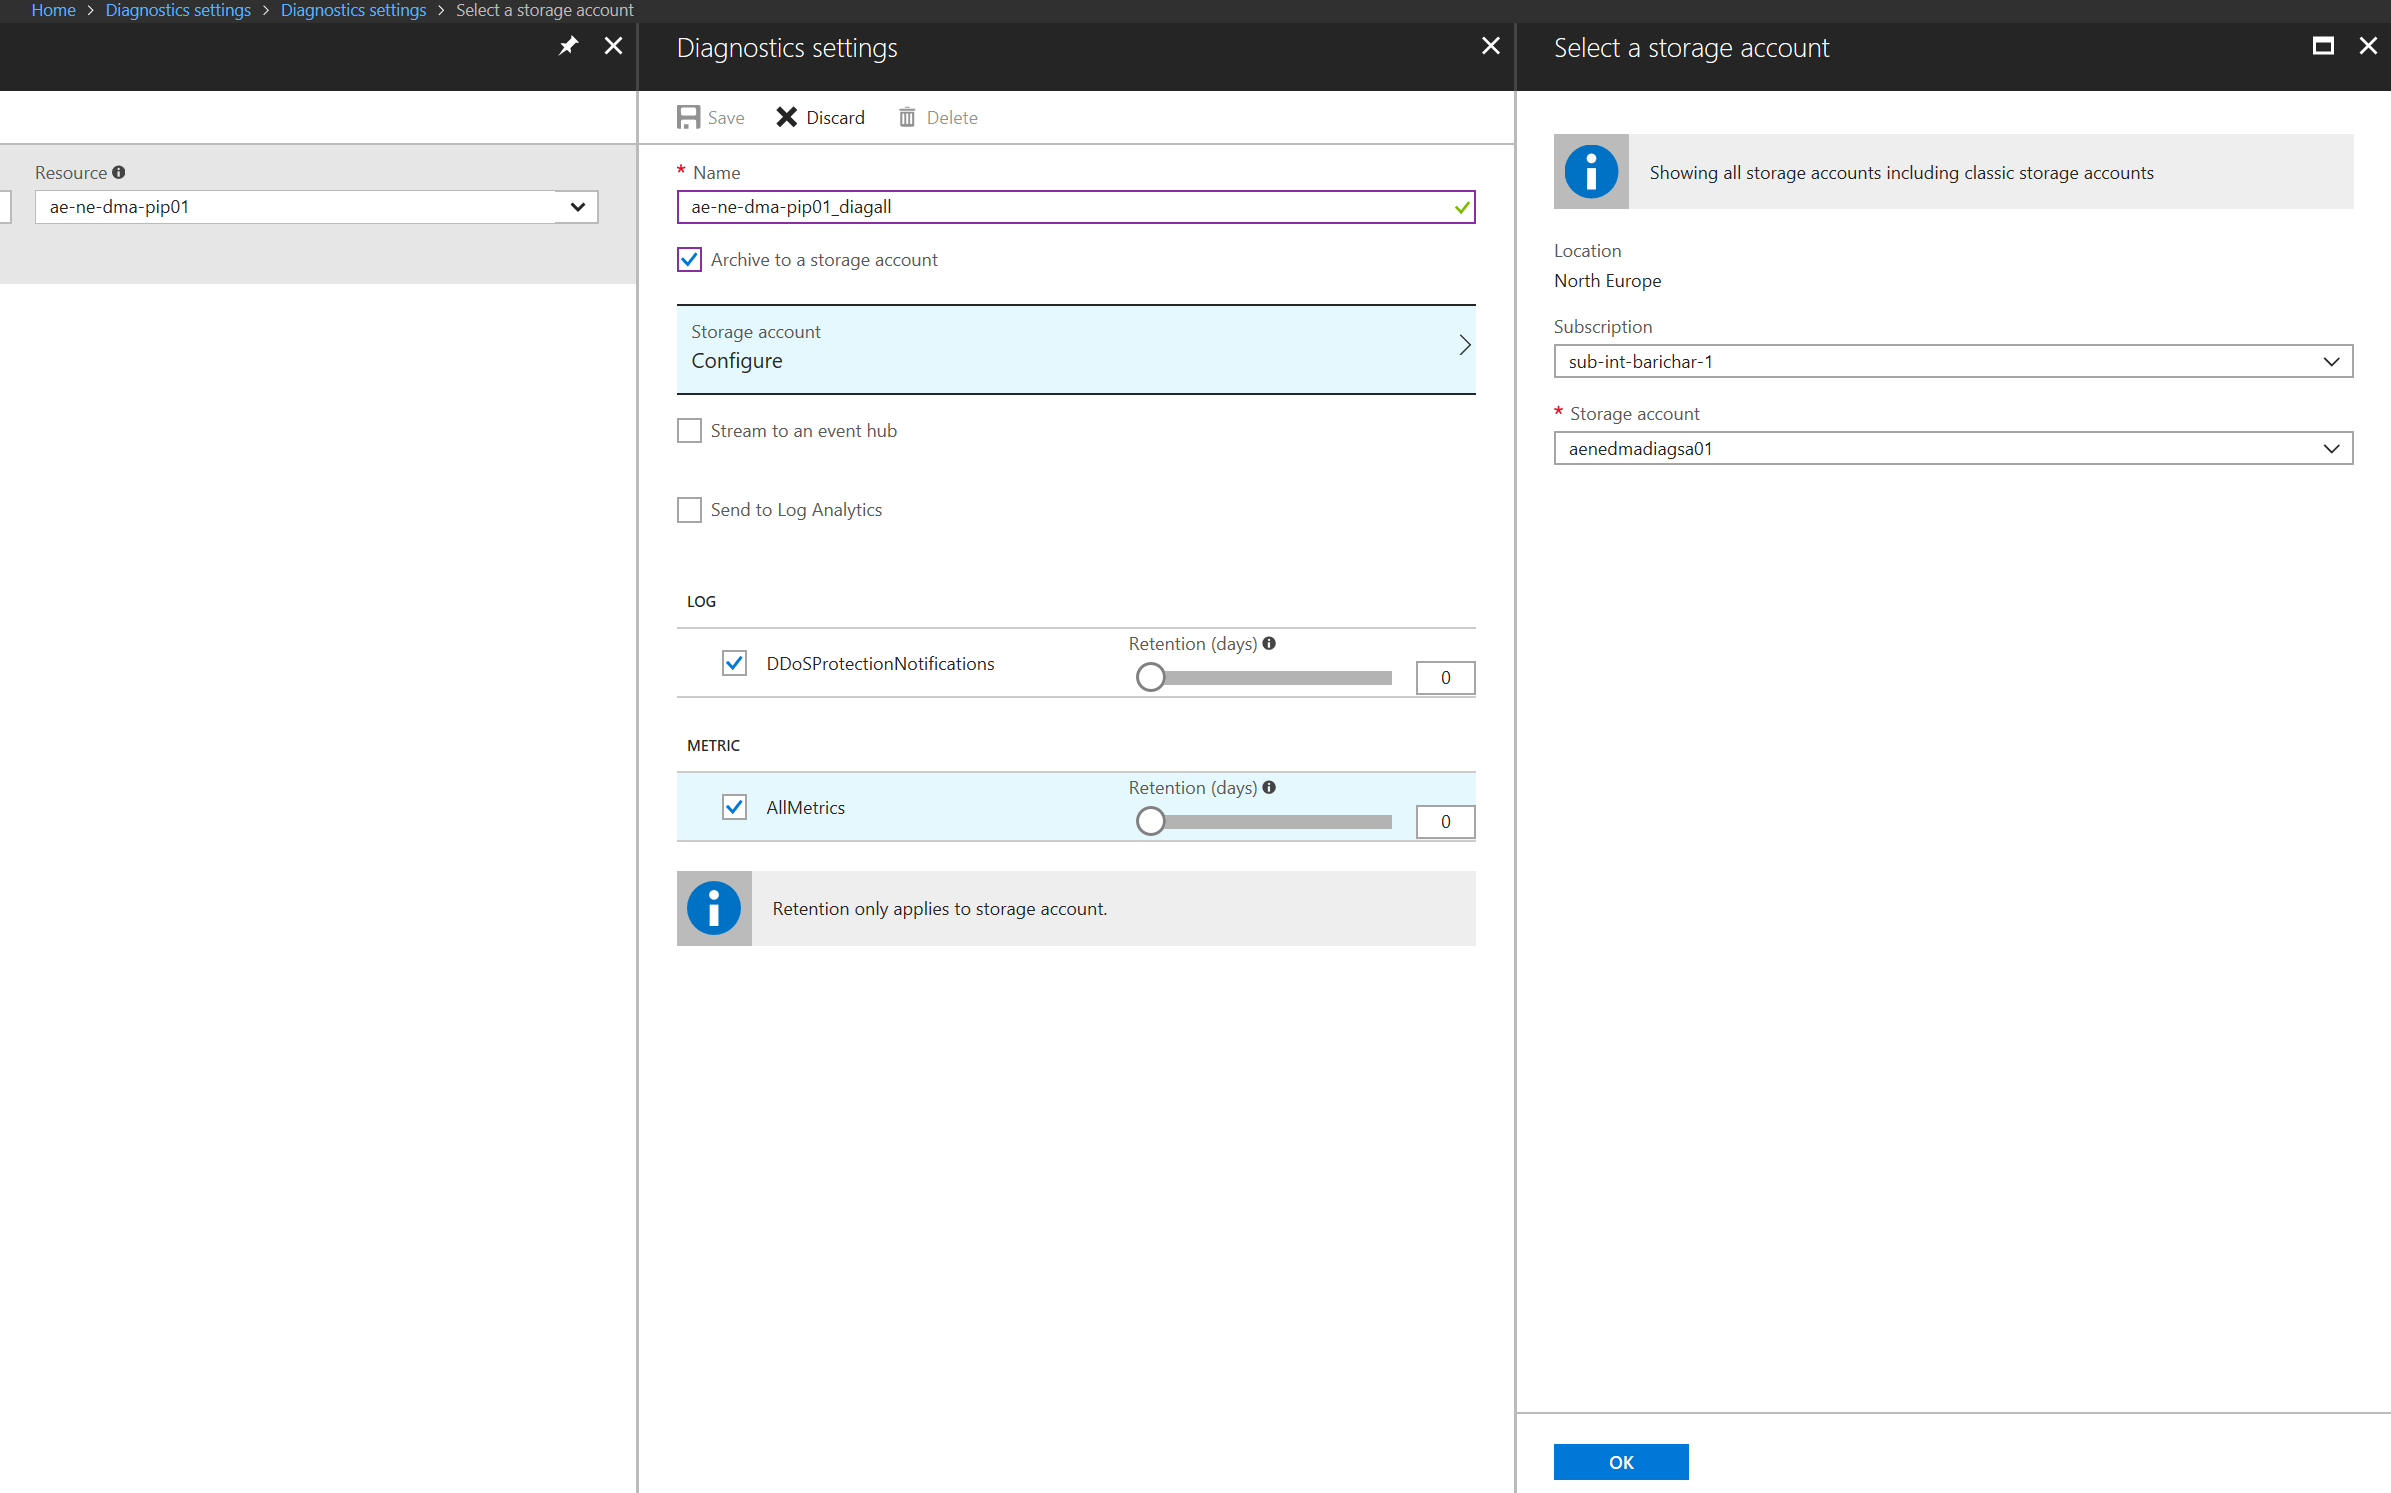 Home > Diagnostics settings > Diagnostics settings > Select a storage account
Resource
ae-ne-dma-pip01
Diagnostics settings
Save Discard Delete
* Name
ae-ne-dma-pip01_diagall
Archive to a storage account
Storage account
Configure
Stream to an event hub
Send to Log Analytics
LOG
DDoSProtectionNotifications
Retention (days)
0
METRIC
AllMetrics
Retention (days)
0
Retention only applies to storage account.
Select a storage account
Showing all storage accounts including classic storage accounts
Location
North Europe
Subscription
sub-int-barichar-1
* Storage account
aenedmadiagsa01
OK